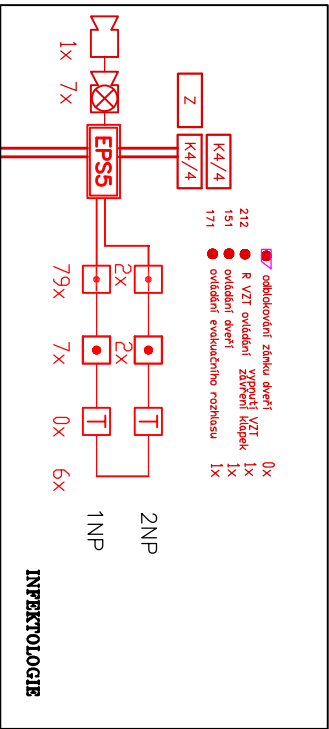 odblokování zámku dveří 0x
212 R VZT ovládání vypnutí VZT
zavření klapek 1x
151 ovládání dveří 1x
171 ovládání evakuačního rozhlasu 1x
Z
K4/4
K4/4
1x
7x
EPS5
2x
2x
T
2NP
79x
7x
T
0x
6x
1NP
INFEKTOLOGIE